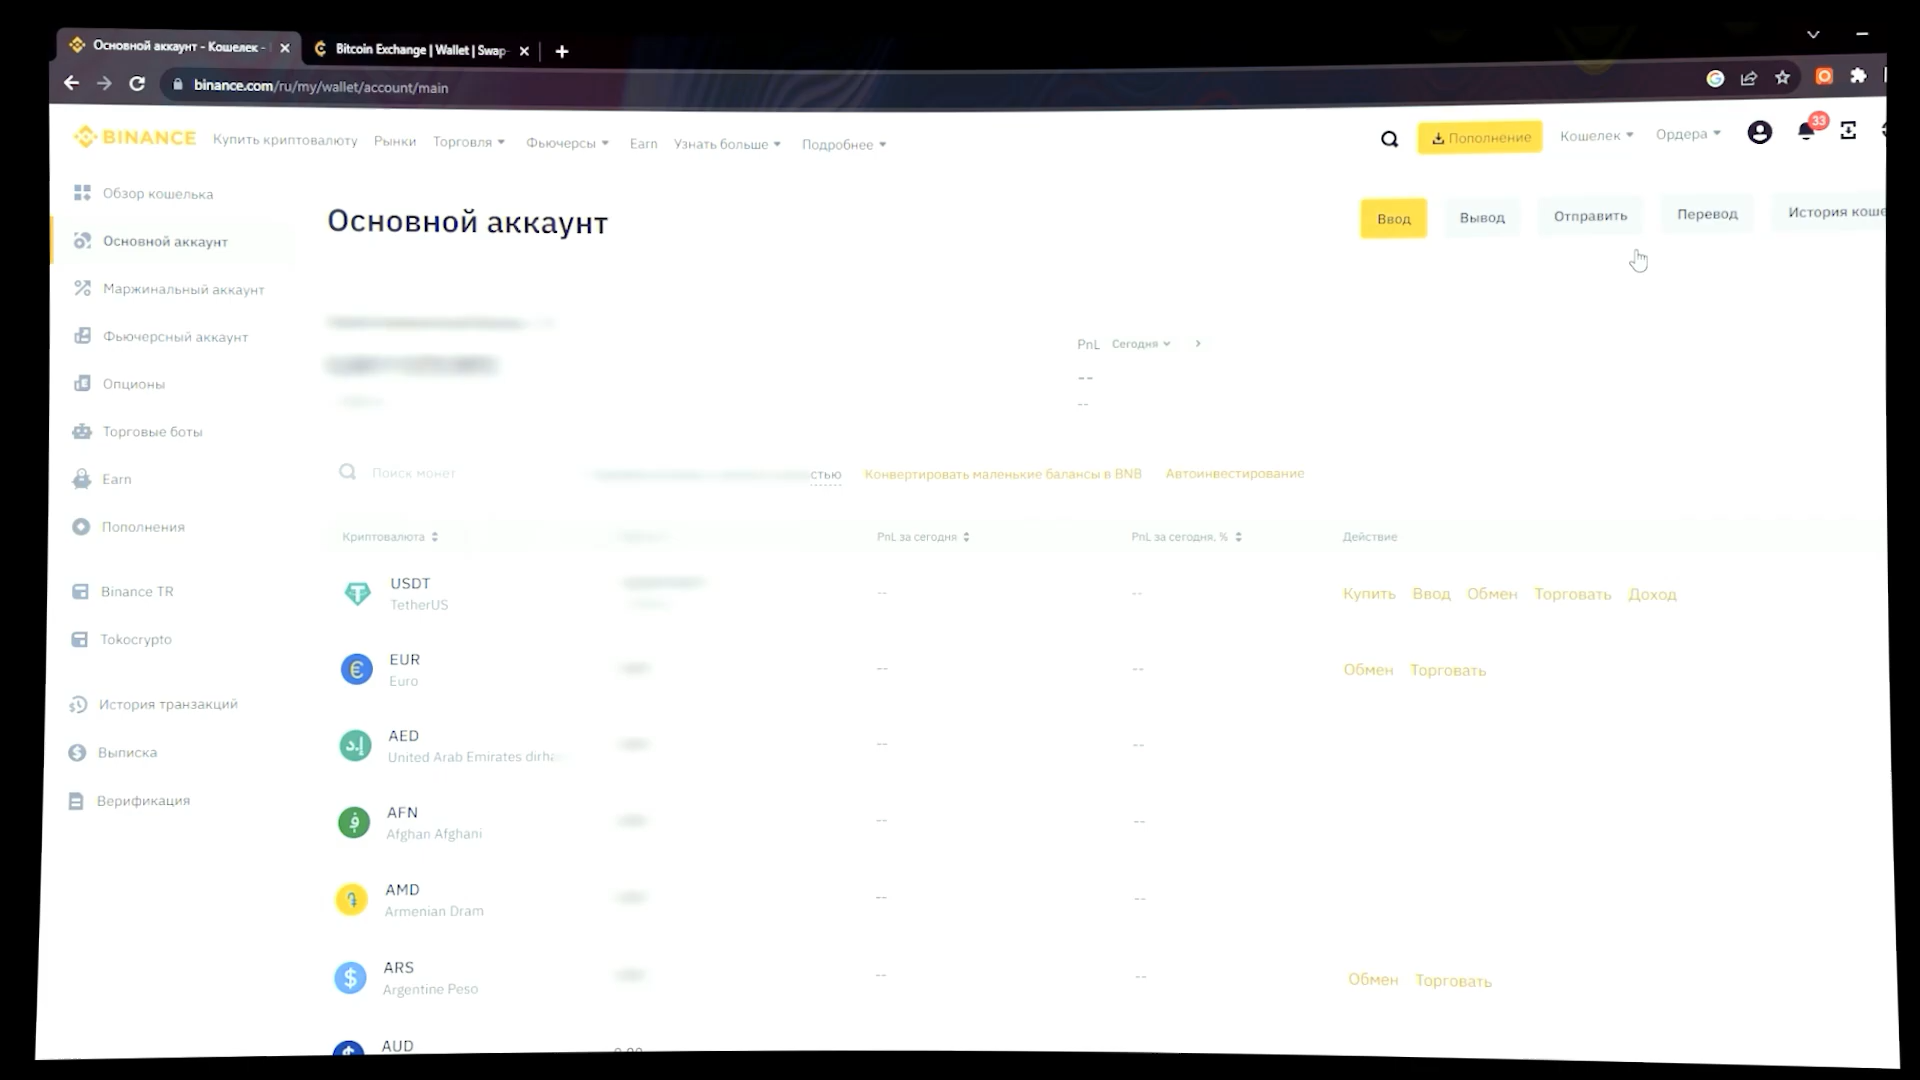 Основной аккаунт - Кошелек -
Bitcoin Exchange | Wallet | Swap
binance.com/ru/my/wallet/account/main
BINANCE
Купить криптовалюту
Рынки
Торговля
Фьючерсы
Earn
Узнать больше
Подробнее
Пополнение
Кошелек
Ордера
33
Обзор кошелька
Основной аккаунт
Маржинальный аккаунт
Фьючерсный аккаунт
Опционы
Торговые боты
Earn
Пополнения
Binance TR
Tokocrypto
История транзакций
Выписка
Верификация
Основной аккаунт
Ввод
Вывод
Отправить
Перевод
История коше
PnL Сегодня
--
--
Поиск монет
стью
Конвертировать маленькие балансы в BNB
Автоинвестирование
Криптовалюта
PnL за сегодня
PnL за сегодня, %
Действие
USDT
TetherUS
-- --
Купить Ввод Обмен Торговать Доход
EUR
Euro
-- --
Обмен Торговать
AED
United Arab Emirates dirha
-- --
AFN
Afghan Afghani
-- --
AMD
Armenian Dram
-- --
ARS
Argentine Peso
-- --
Обмен Торговать
AUD